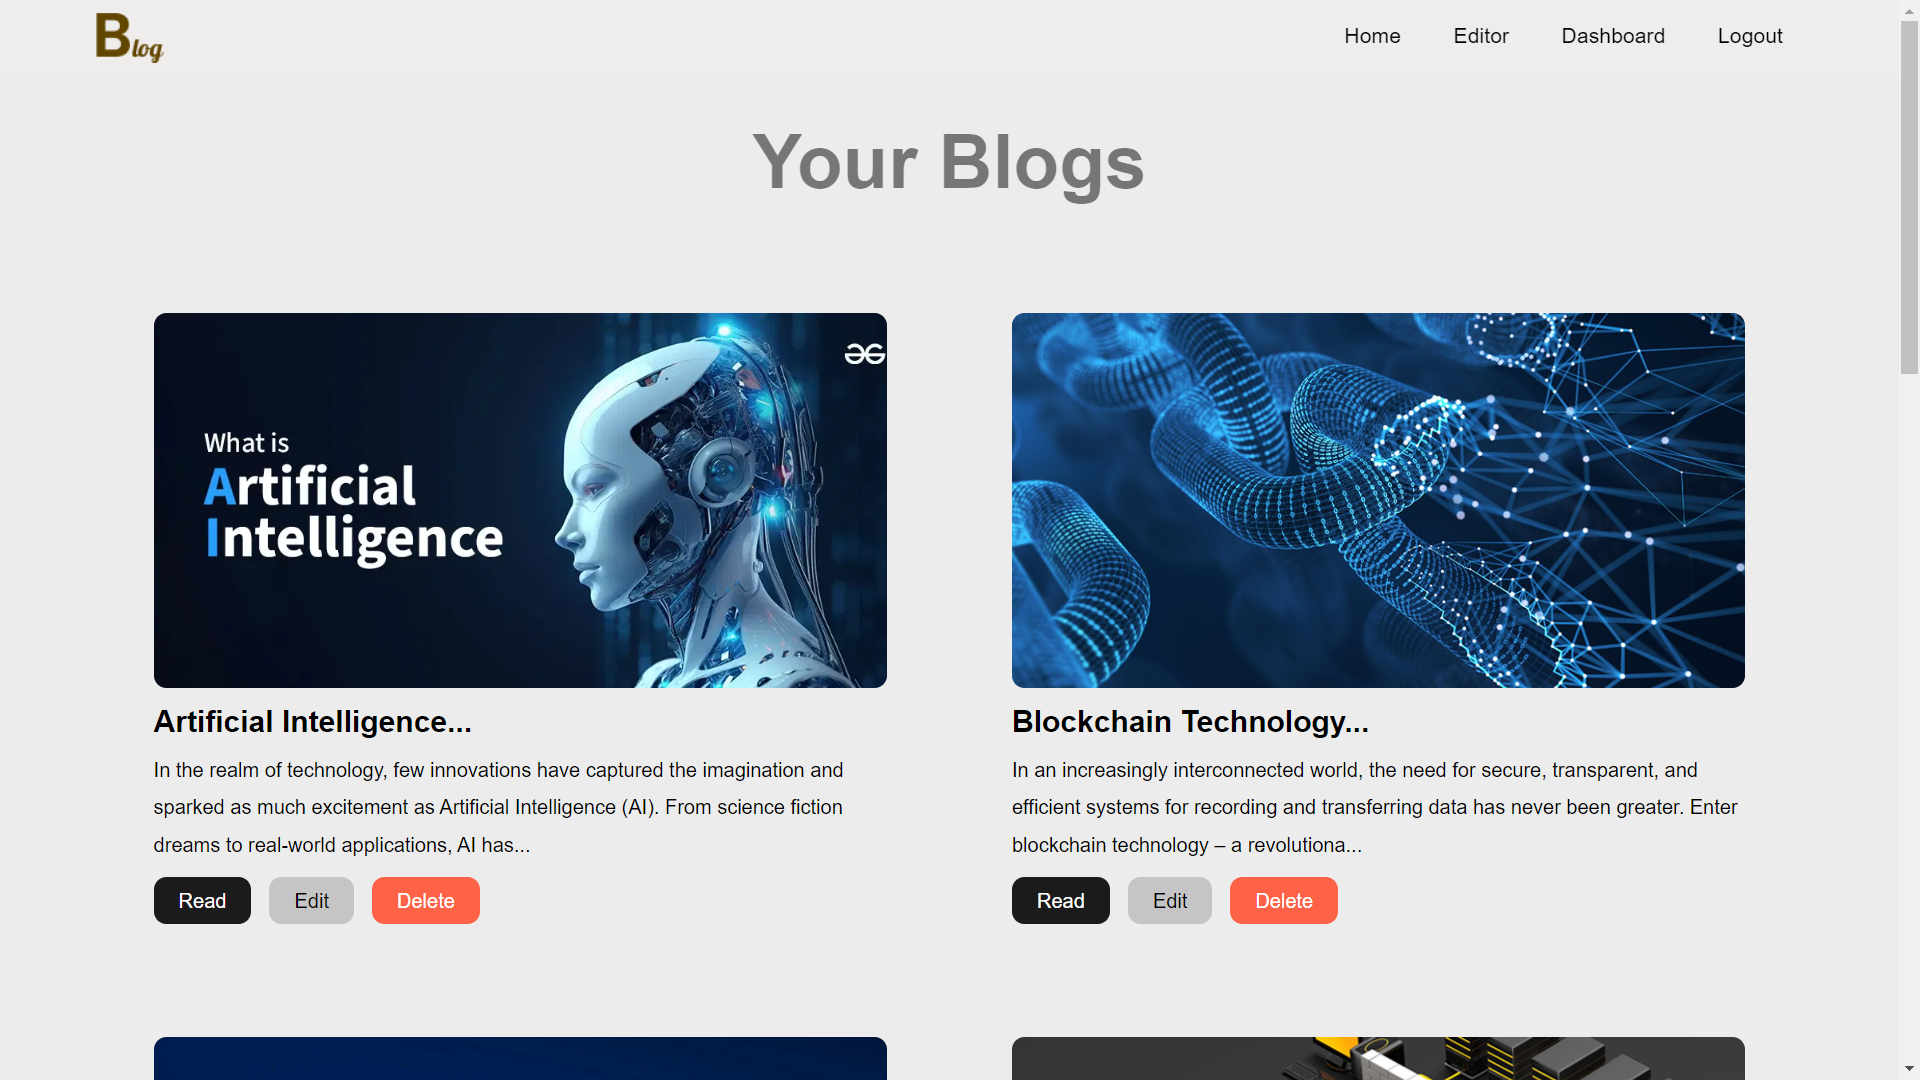 Blog
Home Editor Dashboard Logout
Your Blogs
What is
Artificial
Intelligence
Artificial Intelligence...
In the realm of technology, few innovations have captured the imagination and
sparked as much excitement as Artificial Intelligence (AI). From science fiction
dreams to real-world applications, AI has...
Read Edit Delete
Blockchain Technology...
In an increasingly interconnected world, the need for secure, transparent, and
efficient systems for recording and transferring data has never been greater. Enter
blockchain technology – a revolutiona...
Read Edit Delete